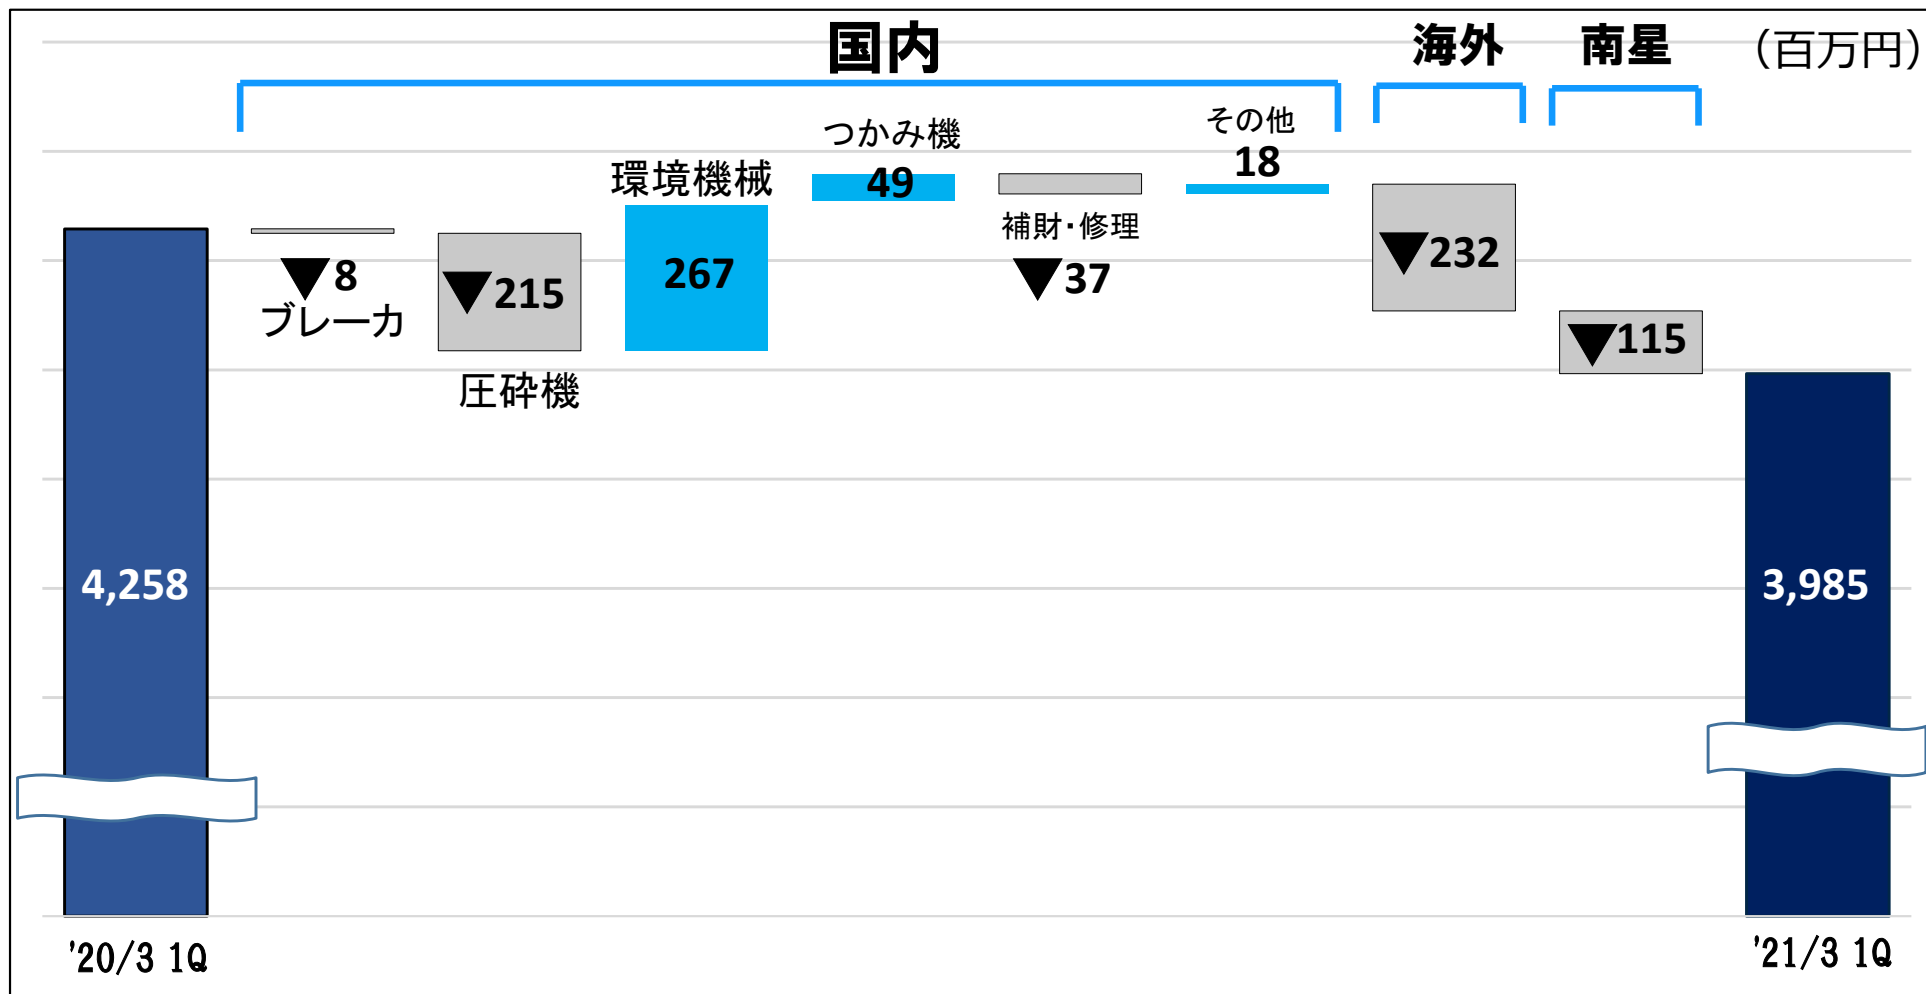 国内
海外
南星
（百万円）
4,258
▼8
ブレーカ
▼215
圧砕機
環境機械
267
つかみ機
49
補財・修理
▼37
その他
18
▼232
▼115
3,985
'20/3 1Q
'21/3 1Q